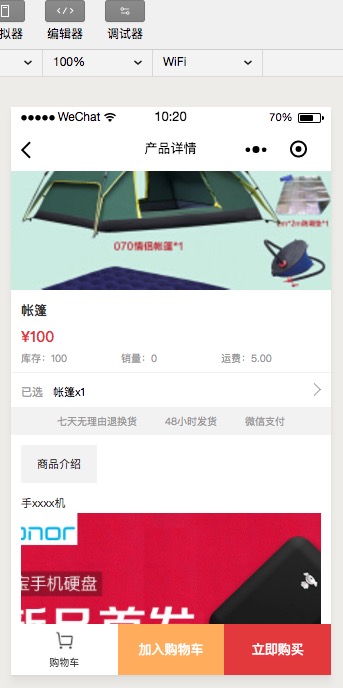 拟器 编辑器 调试器
100% WiFi
WeChat 10:20 70%
产品详情
070情侣帐篷*1
帐篷
¥100
库存：100 销量：0 运费：5.00
已选 帐篷x1
七天无理由退换货 48小时发货 微信支付
商品介绍
手xxxx机
onor
宝手机硬盘
新品首发
购物车 加入购物车 立即购买